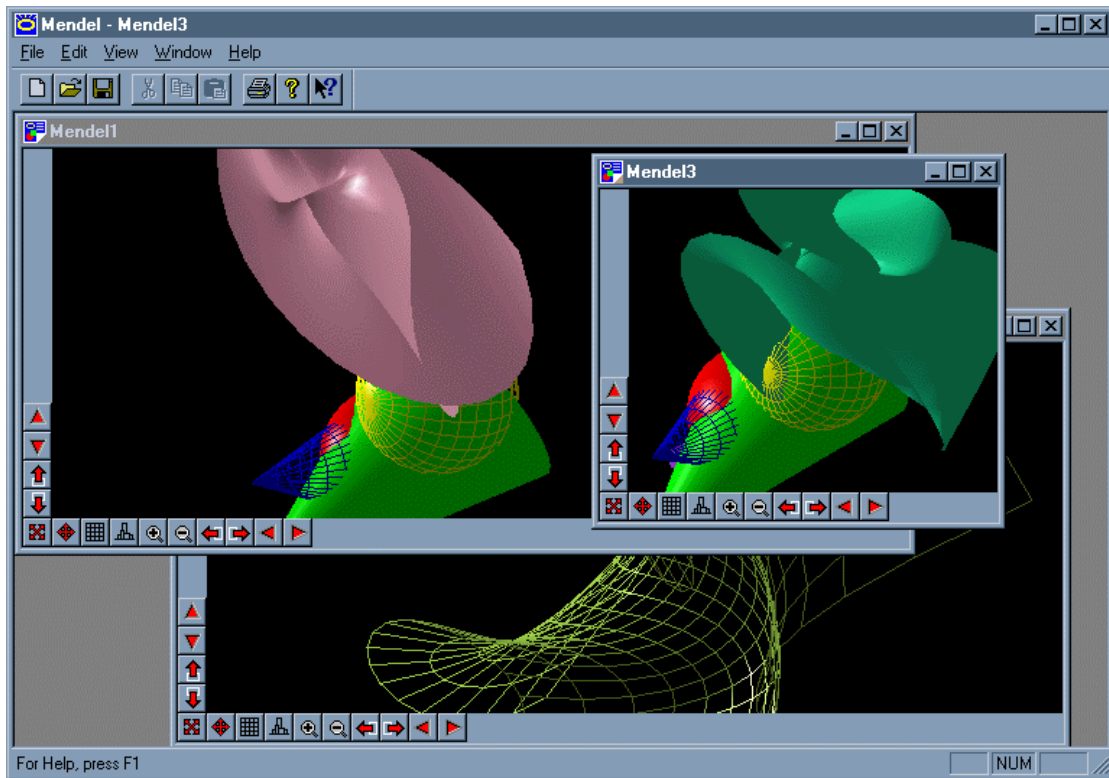 Mendel - Mendel3
File Edit View Window Help
Mendel1
Mendel3
For Help, press F1
NUM